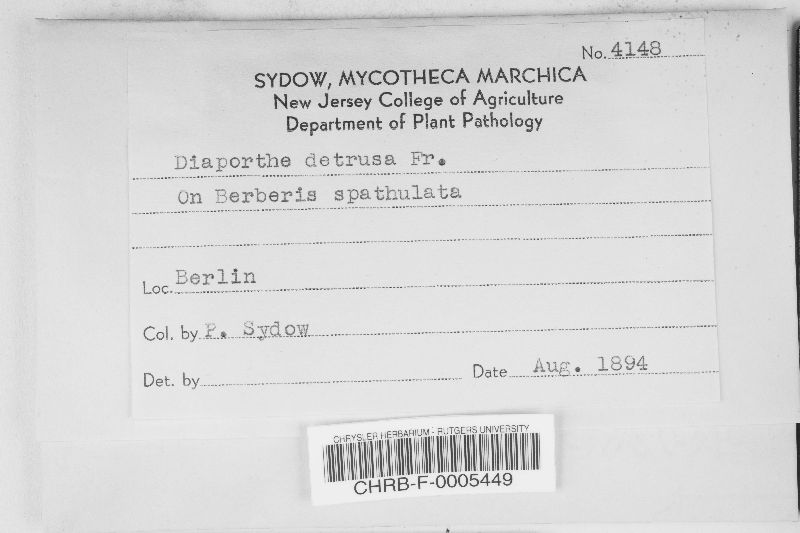 No. 4148
SYDOW, MYCOTHECA MARCHICA
New Jersey College of Agriculture
Department of Plant Pathology
Diaporthe detrusa Fr.
On Berberis spathulata
Loc. Berlin
Col. by P. Sydow
Det. by
Date Aug. 1894
CHRYSLER HERBARIUM - RUTGERS UNIVERSITY
CHRB-F-0005449